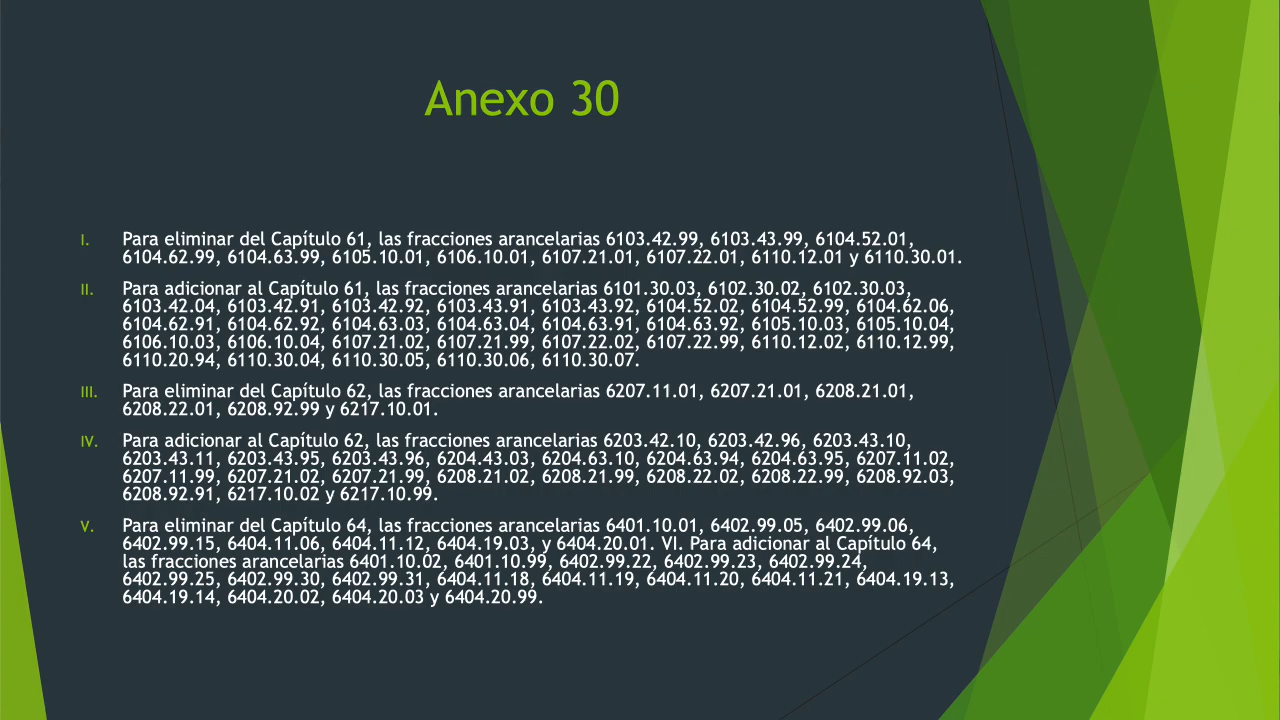 Anexo 30
I. Para eliminar del Capítulo 61, las fracciones arancelarias 6103.42.99, 6103.43.99, 6104.52.01,
6104.62.99, 6104.63.99, 6105.10.01, 6106.10.01, 6107.21.01, 6107.22.01, 6110.12.01 y 6110.30.01.
II. Para adicionar al Capítulo 61, las fracciones arancelarias 6101.30.03, 6102.30.02, 6102.30.03,
6103.42.04, 6103.42.91, 6103.42.92, 6103.43.91, 6103.43.92, 6104.52.02, 6104.52.99, 6104.62.06,
6104.62.91, 6104.62.92, 6104.63.03, 6104.63.04, 6104.63.91, 6104.63.92, 6105.10.03, 6105.10.04,
6106.10.03, 6106.10.04, 6107.21.02, 6107.21.99, 6107.22.02, 6107.22.99, 6110.12.02, 6110.12.99,
6110.20.94, 6110.30.04, 6110.30.05, 6110.30.06, 6110.30.07.
III. Para eliminar del Capítulo 62, las fracciones arancelarias 6207.11.01, 6207.21.01, 6208.21.01,
6208.22.01, 6208.92.99 y 6217.10.01.
IV. Para adicionar al Capítulo 62, las fracciones arancelarias 6203.42.10, 6203.42.96, 6203.43.10,
6203.43.11, 6203.43.95, 6203.43.96, 6204.43.03, 6204.63.10, 6204.63.94, 6204.63.95, 6207.11.02,
6207.11.99, 6207.21.02, 6207.21.99, 6208.21.02, 6208.21.99, 6208.22.02, 6208.22.99, 6208.92.03,
6208.92.91, 6217.10.02 y 6217.10.99.
V. Para eliminar del Capítulo 64, las fracciones arancelarias 6401.10.01, 6402.99.05, 6402.99.06,
6402.99.15, 6404.11.06, 6404.11.12, 6404.19.03, y 6404.20.01. VI. Para adicionar al Capítulo 64,
las fracciones arancelarias 6401.10.02, 6401.10.99, 6402.99.22, 6402.99.23, 6402.99.24,
6402.99.25, 6402.99.30, 6402.99.31, 6404.11.18, 6404.11.19, 6404.11.20, 6404.11.21, 6404.19.13,
6404.19.14, 6404.20.02, 6404.20.03 y 6404.20.99.